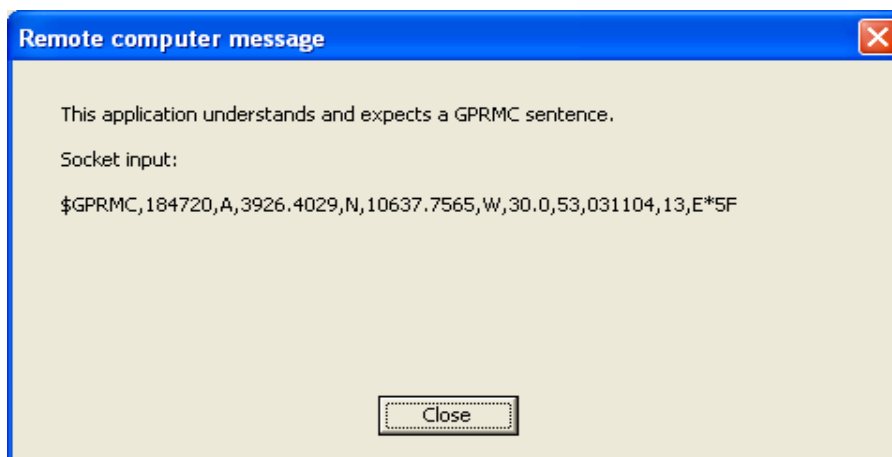 Remote computer message
This application understands and expects a GPRMC sentence.
Socket input:
$GPRMC,184720,A,3926.4029,N,10637.7565,W,30.0,53,031104,13,E*5F
Close